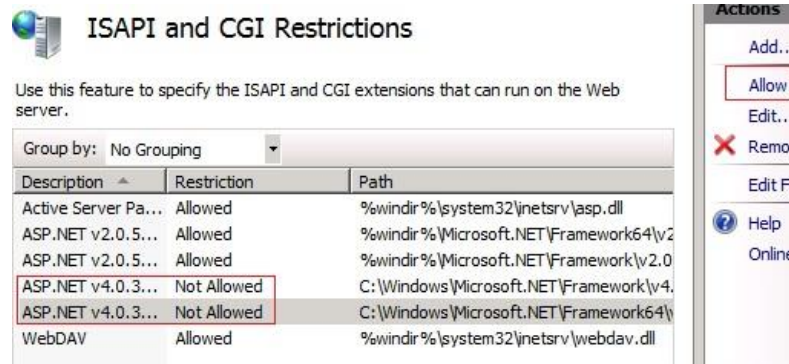 ISAPI and CGI Restrictions
Use this feature to specify the ISAPI and CGI extensions that can run on the Web
server.
Group by: No Grouping
Description Restriction Path
Active Server Pa... Allowed %windir%\system32\inetsrv\asp.dll
ASP.NET v2.0.5... Allowed %windir%\Microsoft.NET\Framework64\v2
ASP.NET v2.0.5... Allowed %windir%\Microsoft.NET\Framework\v2.0
ASP.NET v4.0.3... Not Allowed C:\Windows\Microsoft.NET\Framework\v4.
ASP.NET v4.0.3... Not Allowed C:\Windows\Microsoft.NET\Framework64\v
WebDAV Allowed %windir%\system32\inetsrv\webdav.dll
Actions
Add..
Allow
Edit..
Remo
Edit F
Help
Online